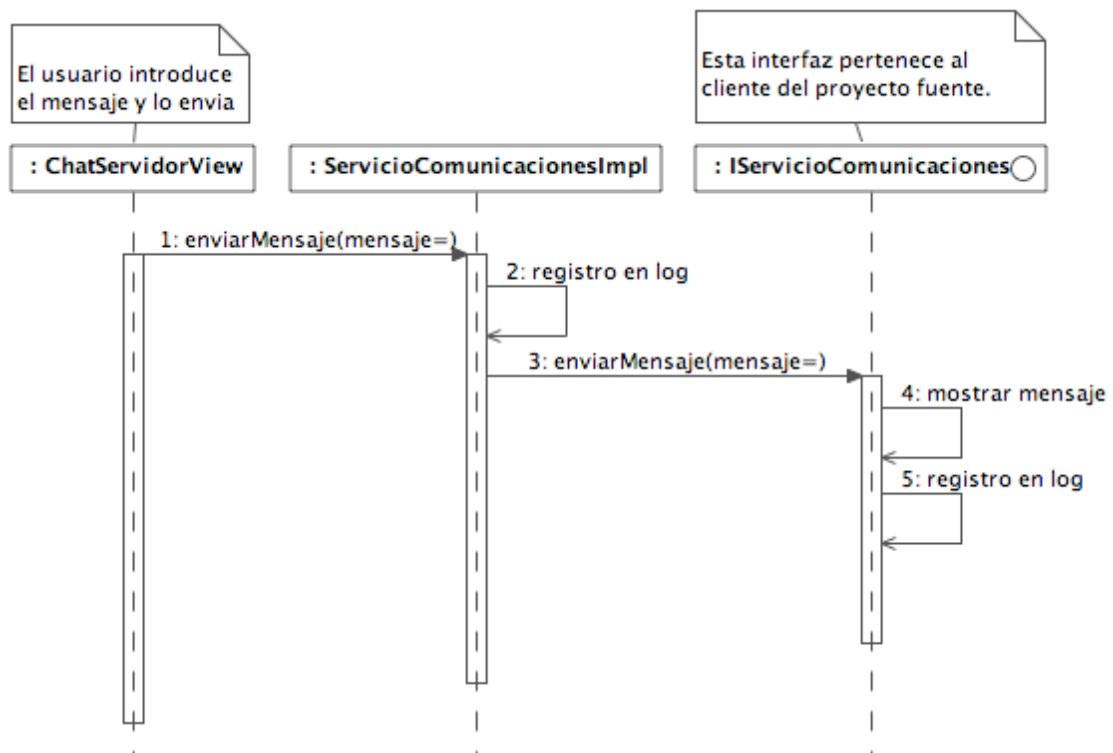 El usuario introduce
el mensaje y lo envia
Esta interfaz pertenece al
cliente del proyecto fuente.
: ChatServidorView
: ServicioComunicacionesImpl
: IServicioComunicaciones
1: enviarMensaje(mensaje=)
2: registro en log
3: enviarMensaje(mensaje=)
4: mostrar mensaje
5: registro en log